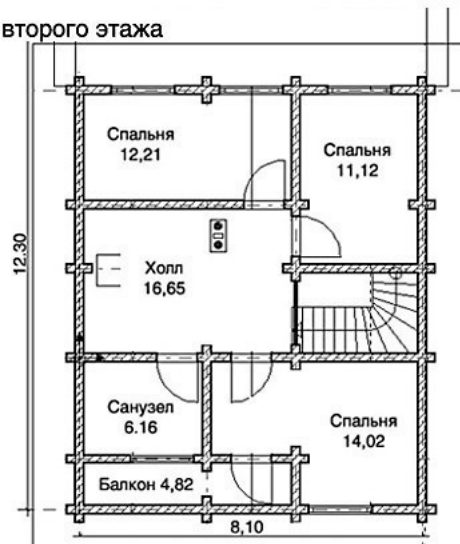 второго этажа
Спальня
12,21
Спальня
11,12
12.30
Холл
16,65
Санузел
6.16
Спальня
14,02
Балкон 4,82
8,10